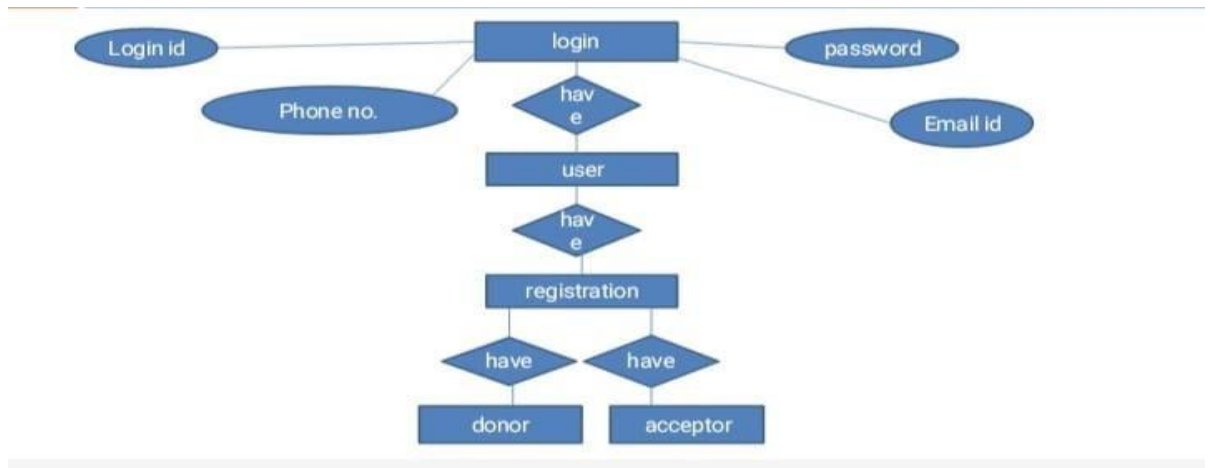 Login id
login
password
Phone no.
hav
e
Email id
user
hav
e
registration
have
have
donor
acceptor